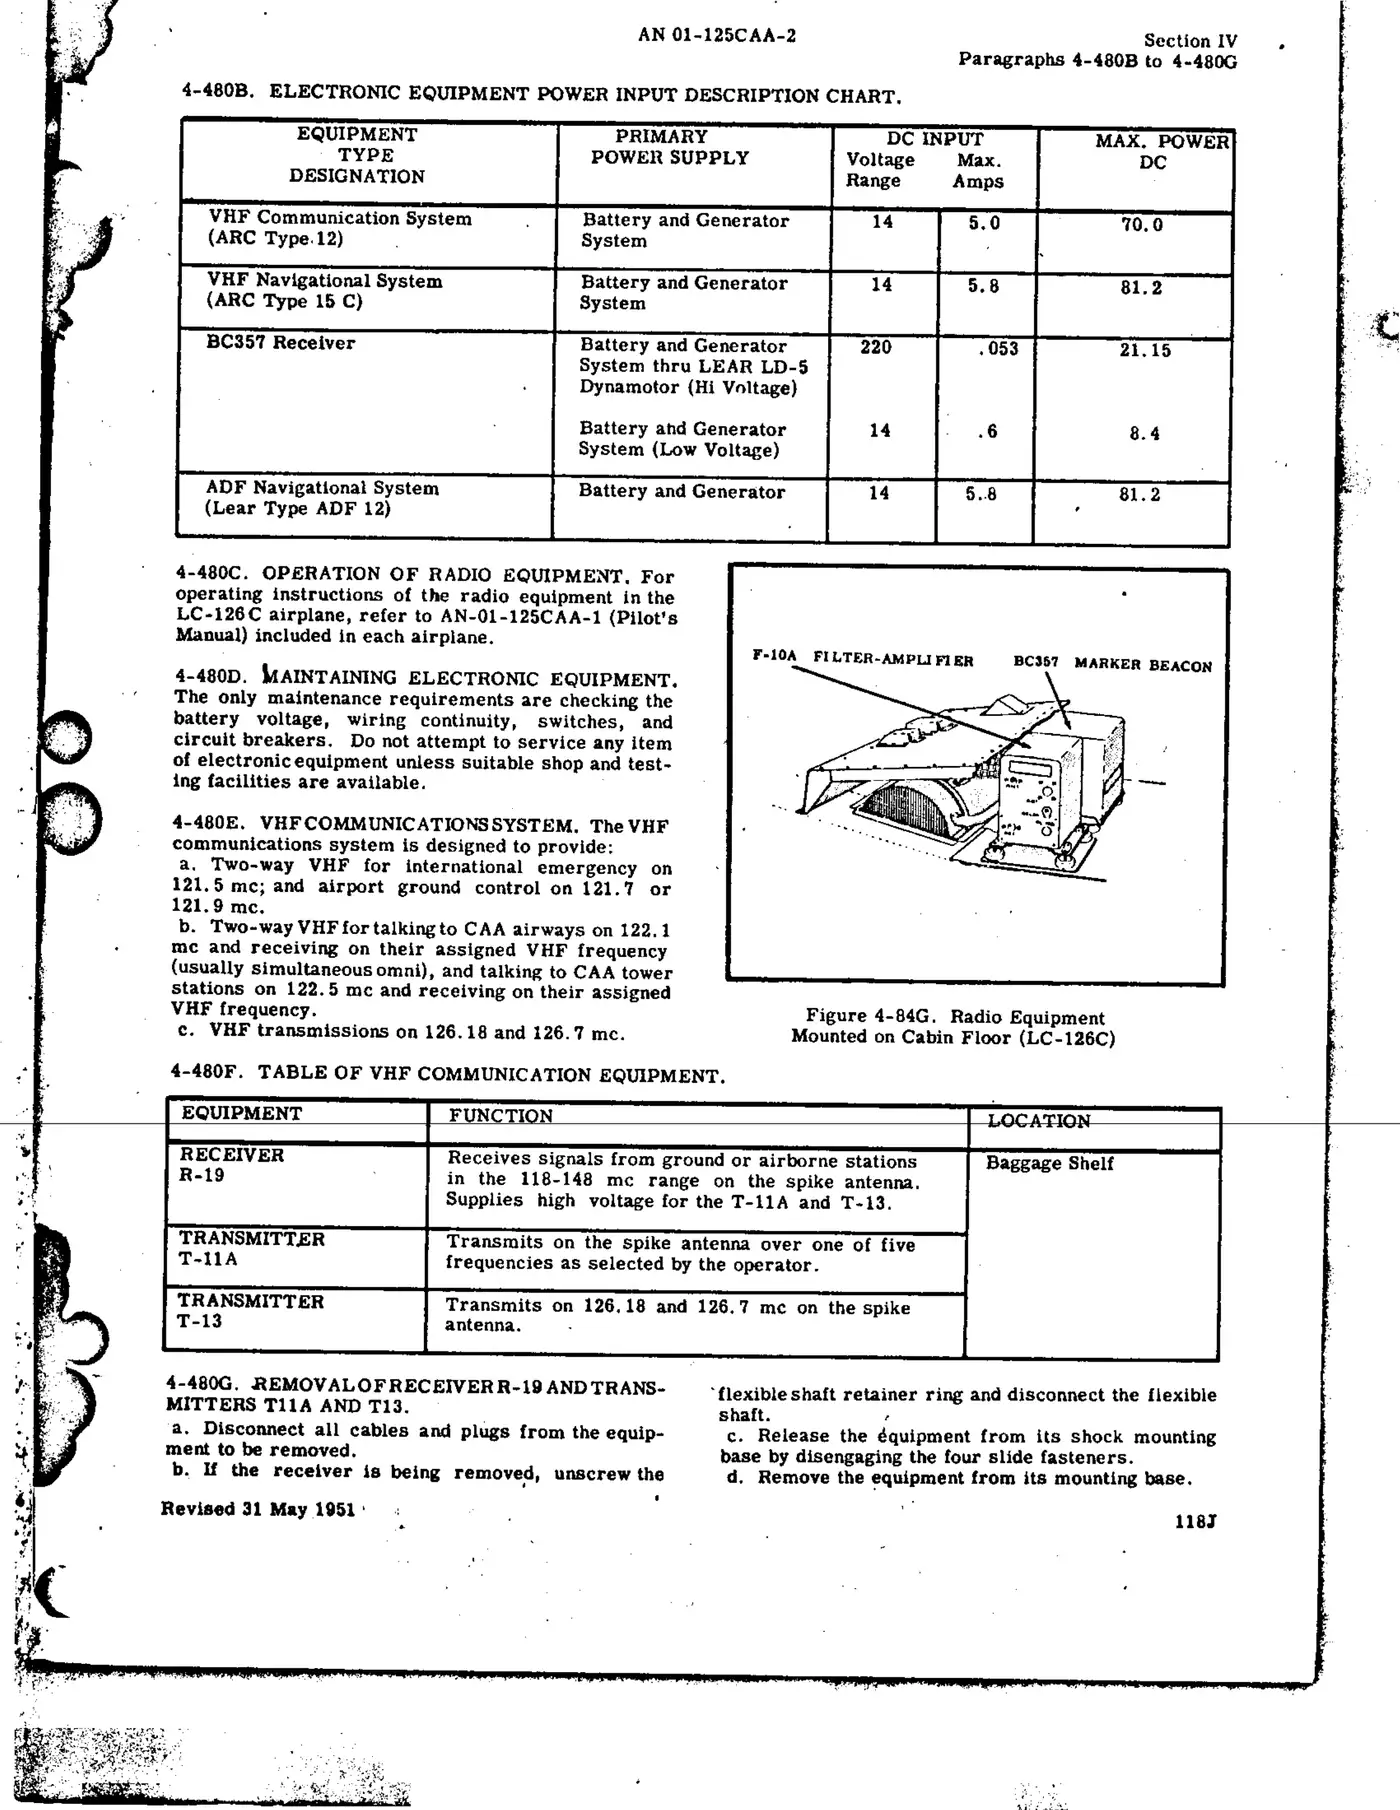 AN 01-125CAA-2
Section IV
Paragraphs 4-480B to 4-480G
4-480B. ELECTRONIC EQUIPMENT POWER INPUT DESCRIPTION CHART.
EQUIPMENT TYPE DESIGNATION
PRIMARY POWER SUPPLY
DC INPUT
Voltage Range
Max. Amps
MAX. POWER DC
VHF Communication System Battery and Generator 14 5.0 70.0
(ARC Type 12) System
VHF Navigational System Battery and Generator 14 5.8 81.2
(ARC Type 15 C) System
BC357 Receiver Battery and Generator 220 .053 21.15
System thru LEAR LD-5
Dynamotor (Hi Voltage)
Battery and Generator 14 .6 8.4
System (Low Voltage)
ADF Navigational System Battery and Generator 14 5.8 81.2
(Lear Type ADF 12)
4-480C. OPERATION OF RADIO EQUIPMENT. For
operating instructions of the radio equipment in the
LC-126C airplane, refer to AN-01-125CAA-1 (Pilot's
Manual) included in each airplane.
4-480D. MAINTAINING ELECTRONIC EQUIPMENT.
The only maintenance requirements are checking the
battery voltage, wiring continuity, switches, and
circuit breakers. Do not attempt to service any item
of electronic equipment unless suitable shop and test-
ing facilities are available.
4-480E. VHF COMMUNICATIONS SYSTEM. The VHF
communications system is designed to provide:
a. Two-way VHF for international emergency on
121.5 mc; and airport ground control on 121.7 or
121.9 mc.
b. Two-way VHF for talking to CAA airways on 122.1
mc and receiving on their assigned VHF frequency
(usually simultaneous omni), and talking to CAA tower
stations on 122.5 mc and receiving on their assigned
VHF frequency.
c. VHF transmissions on 126.18 and 126.7 mc.
F-10A FILTER-AMPLIFIER
BC357 MARKER BEACON
Figure 4-84G. Radio Equipment
Mounted on Cabin Floor (LC-126C)
4-480F. TABLE OF VHF COMMUNICATION EQUIPMENT.
EQUIPMENT FUNCTION LOCATION
RECEIVER Receives signals from ground or airborne stations Baggage Shelf
R-19 in the 118-148 mc range on the spike antenna.
Supplies high voltage for the T-11A and T-13.
TRANSMITTER Transmits on the spike antenna over one of five
T-11A frequencies as selected by the operator.
TRANSMITTER Transmits on 126.18 and 126.7 mc on the spike
T-13 antenna.
4-480G. REMOVAL OF RECEIVER R-19 AND TRANS-
MITTERS T11A AND T13.
a. Disconnect all cables and plugs from the equip-
ment to be removed.
b. If the receiver is being removed, unscrew the
flexible shaft retainer ring and disconnect the flexible
shaft.
c. Release the equipment from its shock mounting
base by disengaging the four slide fasteners.
d. Remove the equipment from its mounting base.
Revised 31 May 1951
118J